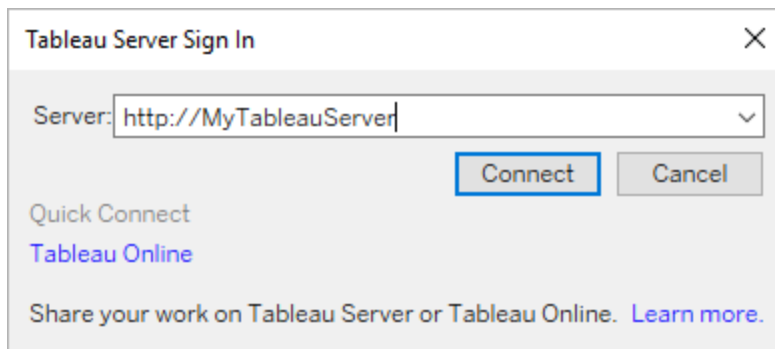 Tableau Server Sign In
Server: http://MyTableauServer
Connect Cancel
Quick Connect
Tableau Online
Share your work on Tableau Server or Tableau Online. Learn more.